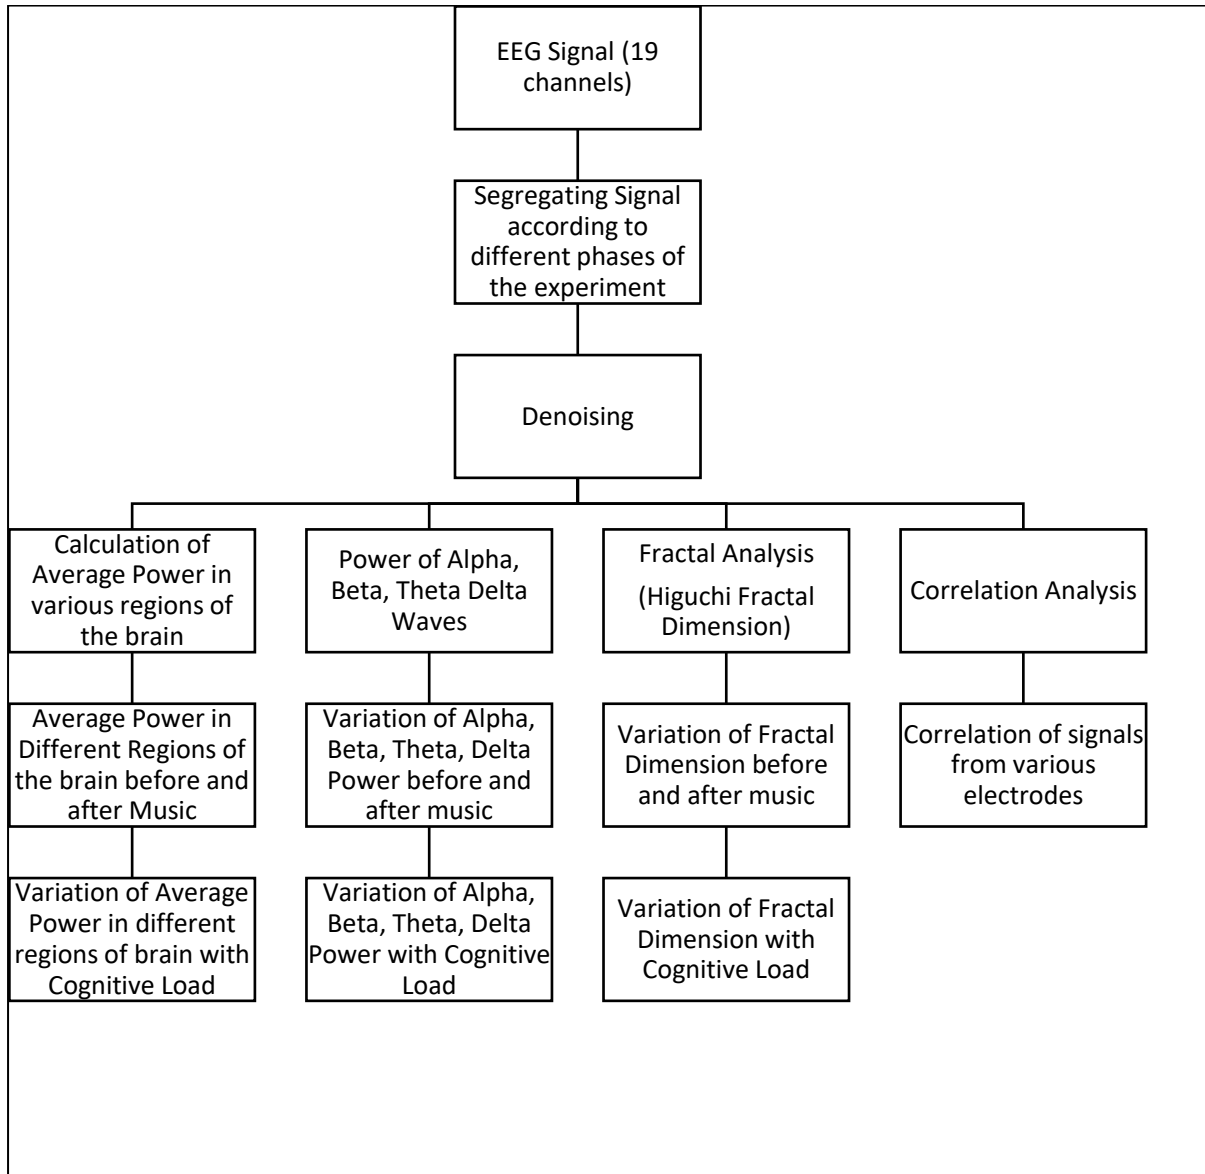 EEG Signal (19
channels)
Segregating Signal
according to
different phases of
the experiment
Denoising
Calculation of
Average Power in
various regions of
the brain
Power of Alpha,
Beta, Theta Delta
Waves
Fractal Analysis
(Higuchi Fractal
Dimension)
Correlation Analysis
Average Power in
Different Regions of
the brain before and
after Music
Variation of Alpha,
Beta, Theta, Delta
Power before and
after music
Variation of Fractal
Dimension before
and after music
Correlation of signals
from various
electrodes
Variation of Average
Power in different
regions of brain with
Cognitive Load
Variation of Alpha,
Beta, Theta, Delta
Power with Cognitive
Load
Variation of Fractal
Dimension with
Cognitive Load